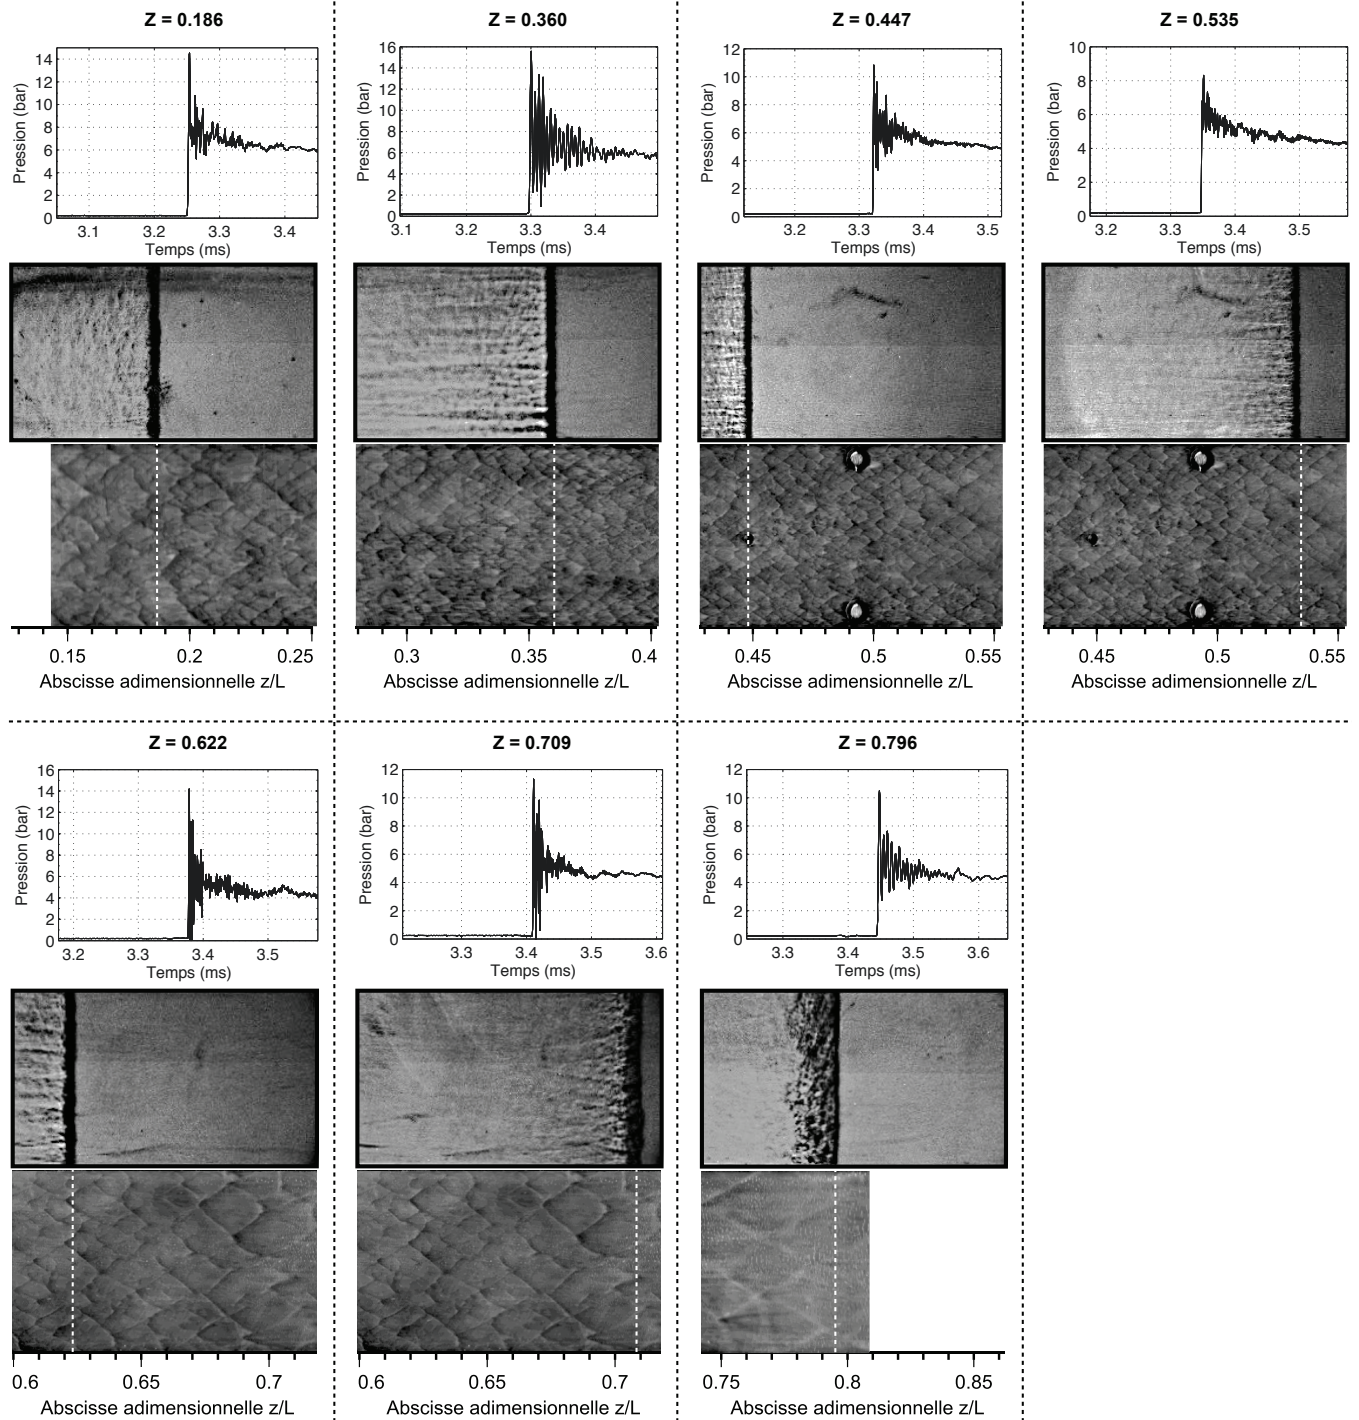 Z = 0.186
Pression (bar)
14
12
10
8
6
4
2
0
3.1 3.2 3.3 3.4
Temps (ms)
0.15 0.2 0.25
Abscisse adimensionnelle z/L
Z = 0.360
Pression (bar)
16
14
12
10
8
6
4
2
0
3.1 3.2 3.3 3.4
Temps (ms)
0.3 0.35 0.4
Abscisse adimensionnelle z/L
Z = 0.447
Pression (bar)
12
10
8
6
4
2
0
3.2 3.3 3.4 3.5
Temps (ms)
0.45 0.5 0.55
Abscisse adimensionnelle z/L
Z = 0.535
Pression (bar)
10
8
6
4
2
0
3.2 3.3 3.4 3.5
Temps (ms)
0.45 0.5 0.55
Abscisse adimensionnelle z/L
Z = 0.622
Pression (bar)
16
14
12
10
8
6
4
2
0
3.2 3.3 3.4 3.5
Temps (ms)
0.6 0.65 0.7
Abscisse adimensionnelle z/L
Z = 0.709
Pression (bar)
12
10
8
6
4
2
0
3.3 3.4 3.5 3.6
Temps (ms)
0.6 0.65 0.7
Abscisse adimensionnelle z/L
Z = 0.796
Pression (bar)
12
10
8
6
4
2
0
3.3 3.4 3.5 3.6
Temps (ms)
0.75 0.8 0.85
Abscisse adimensionnelle z/L